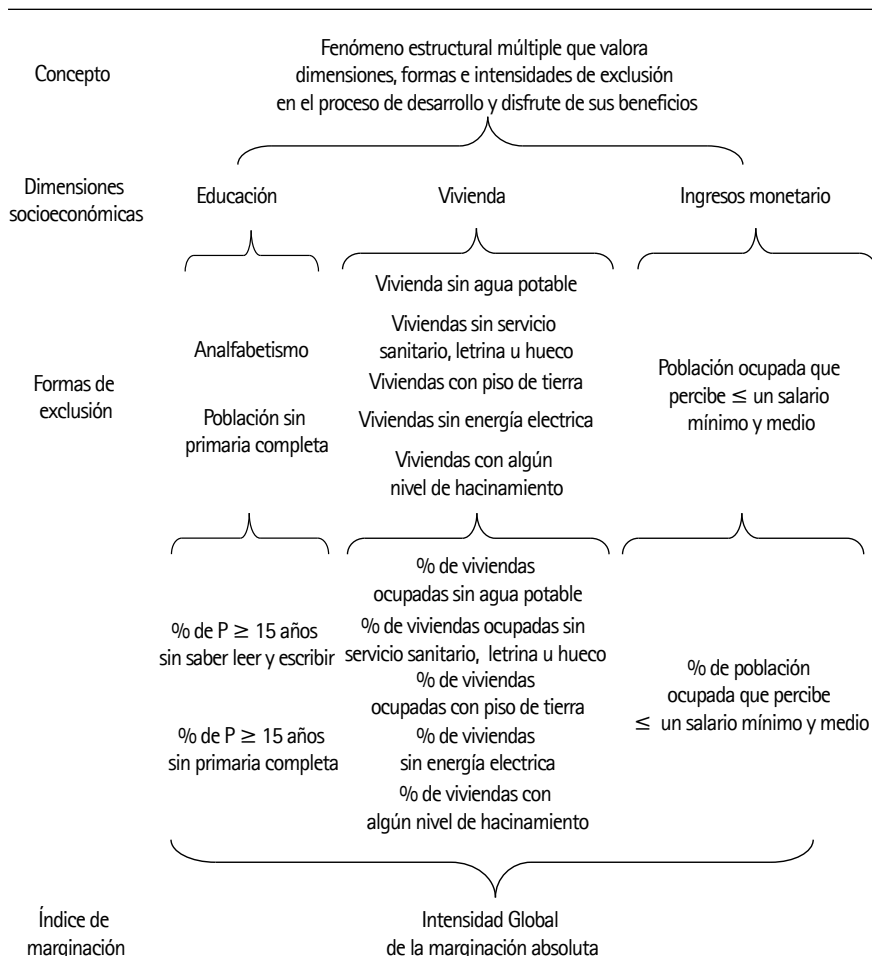 Concepto
Fenómeno estructural múltiple que valora
dimensiones, formas e intensidades de exclusión
en el proceso de desarrollo y disfrute de sus beneficios
Dimensiones
socioeconómicas
Educación
Vivienda
Ingresos monetario
Formas de
exclusión
Analfabetismo
Población sin
primaria completa
Vivienda sin agua potable
Viviendas sin servicio
sanitario, letrina u hueco
Viviendas con piso de tierra
Viviendas sin energía electrica
Viviendas con algún
nivel de hacinamiento
Población ocupada que
percibe ≤ un salario
mínimo y medio
% de P ≥ 15 años
sin saber leer y escribir
% de P ≥ 15 años
sin primaria completa
% de viviendas
ocupadas sin agua potable
% de viviendas ocupadas sin
servicio sanitario, letrina u hueco
% de viviendas
ocupadas con piso de tierra
% de viviendas
sin energía electrica
% de viviendas con
algún nivel de hacinamiento
% de población
ocupada que percibe
≤ un salario mínimo y medio
Índice de
marginación
Intensidad Global
de la marginación absoluta